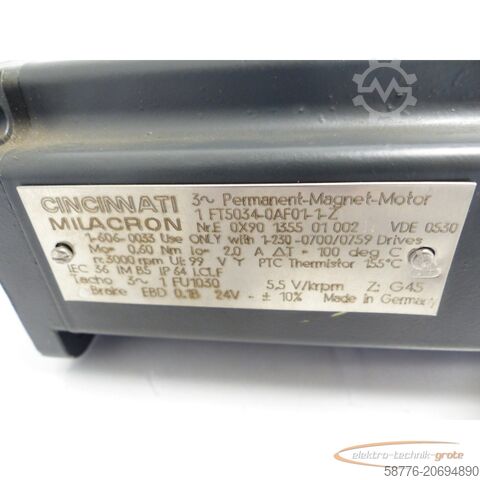 CINCINNATI
MILACRON
3~ Permanent-Magnet-Motor
1 FT5034-0AF01-1-Z
Nr.E 0X90 1355 01 002 VDE 0530
1-606-0033 Use ONLY with 1-230-0700/0759 Drives
Mo= 0,60 Nm Io= 2,0 A ΔT = 100 deg C
n: 3000 rpm UE 99 V Y PTC Thermistor 155°C
IEC 36 IM B5 IP 64 I.CL.F
Tacho 3~ 1 FU1030 5,5 V/krpm Z: G45
Brake EBD 0.1B 24V - ± 10% Made in Germany
elektro-technik-grote
58776-20694890